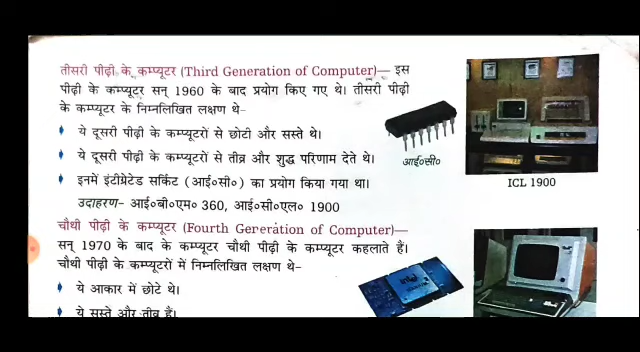 तीसरी पीढ़ी के कम्प्यूटर (Third Generation of Computer)— इस
पीढ़ी के कम्प्यूटर सन् 1960 के बाद प्रयोग किए गए थे। तीसरी पीढ़ी
के कम्प्यूटर के निम्नलिखित लक्षण थे-
ये दूसरी पीढ़ी के कम्प्यूटरों से छोटी और सस्ते थे।
ये दूसरी पीढ़ी के कम्प्यूटरों से तीव्र और शुद्ध परिणाम देते थे।
इनमें इंटीग्रेटेड सर्किट (आई०सी०) का प्रयोग किया गया था।
उदाहरण- आई०बी०एम० 360, आई०सी०एल० 1900
आई०सी०
ICL 1900
चौथी पीढ़ी के कम्प्यूटर (Fourth Generation of Computer)—
सन् 1970 के बाद के कम्प्यूटर चौथी पीढ़ी के कम्प्यूटर कहलाते हैं।
चौथी पीढ़ी के कम्प्यूटरों में निम्नलिखित लक्षण थे-
ये आकार में छोटे थे।
ये सस्ते और तीव्र हैं।